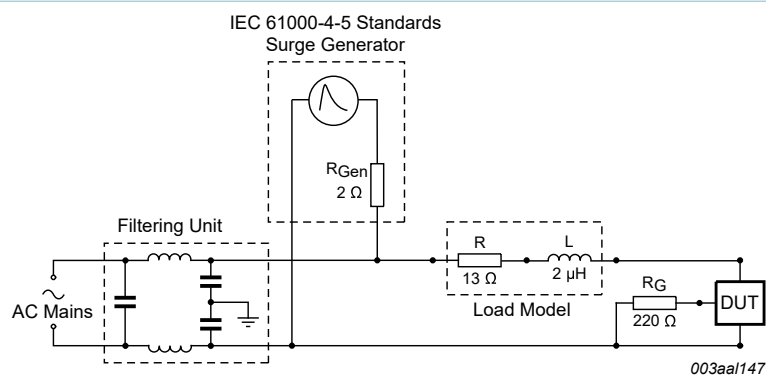 IEC 61000-4-5 Standards
Surge Generator
RGen
2 Ω
Filtering Unit
AC Mains
R
13 Ω
L
2 μH
Load Model
RG
220 Ω
DUT
003aal147